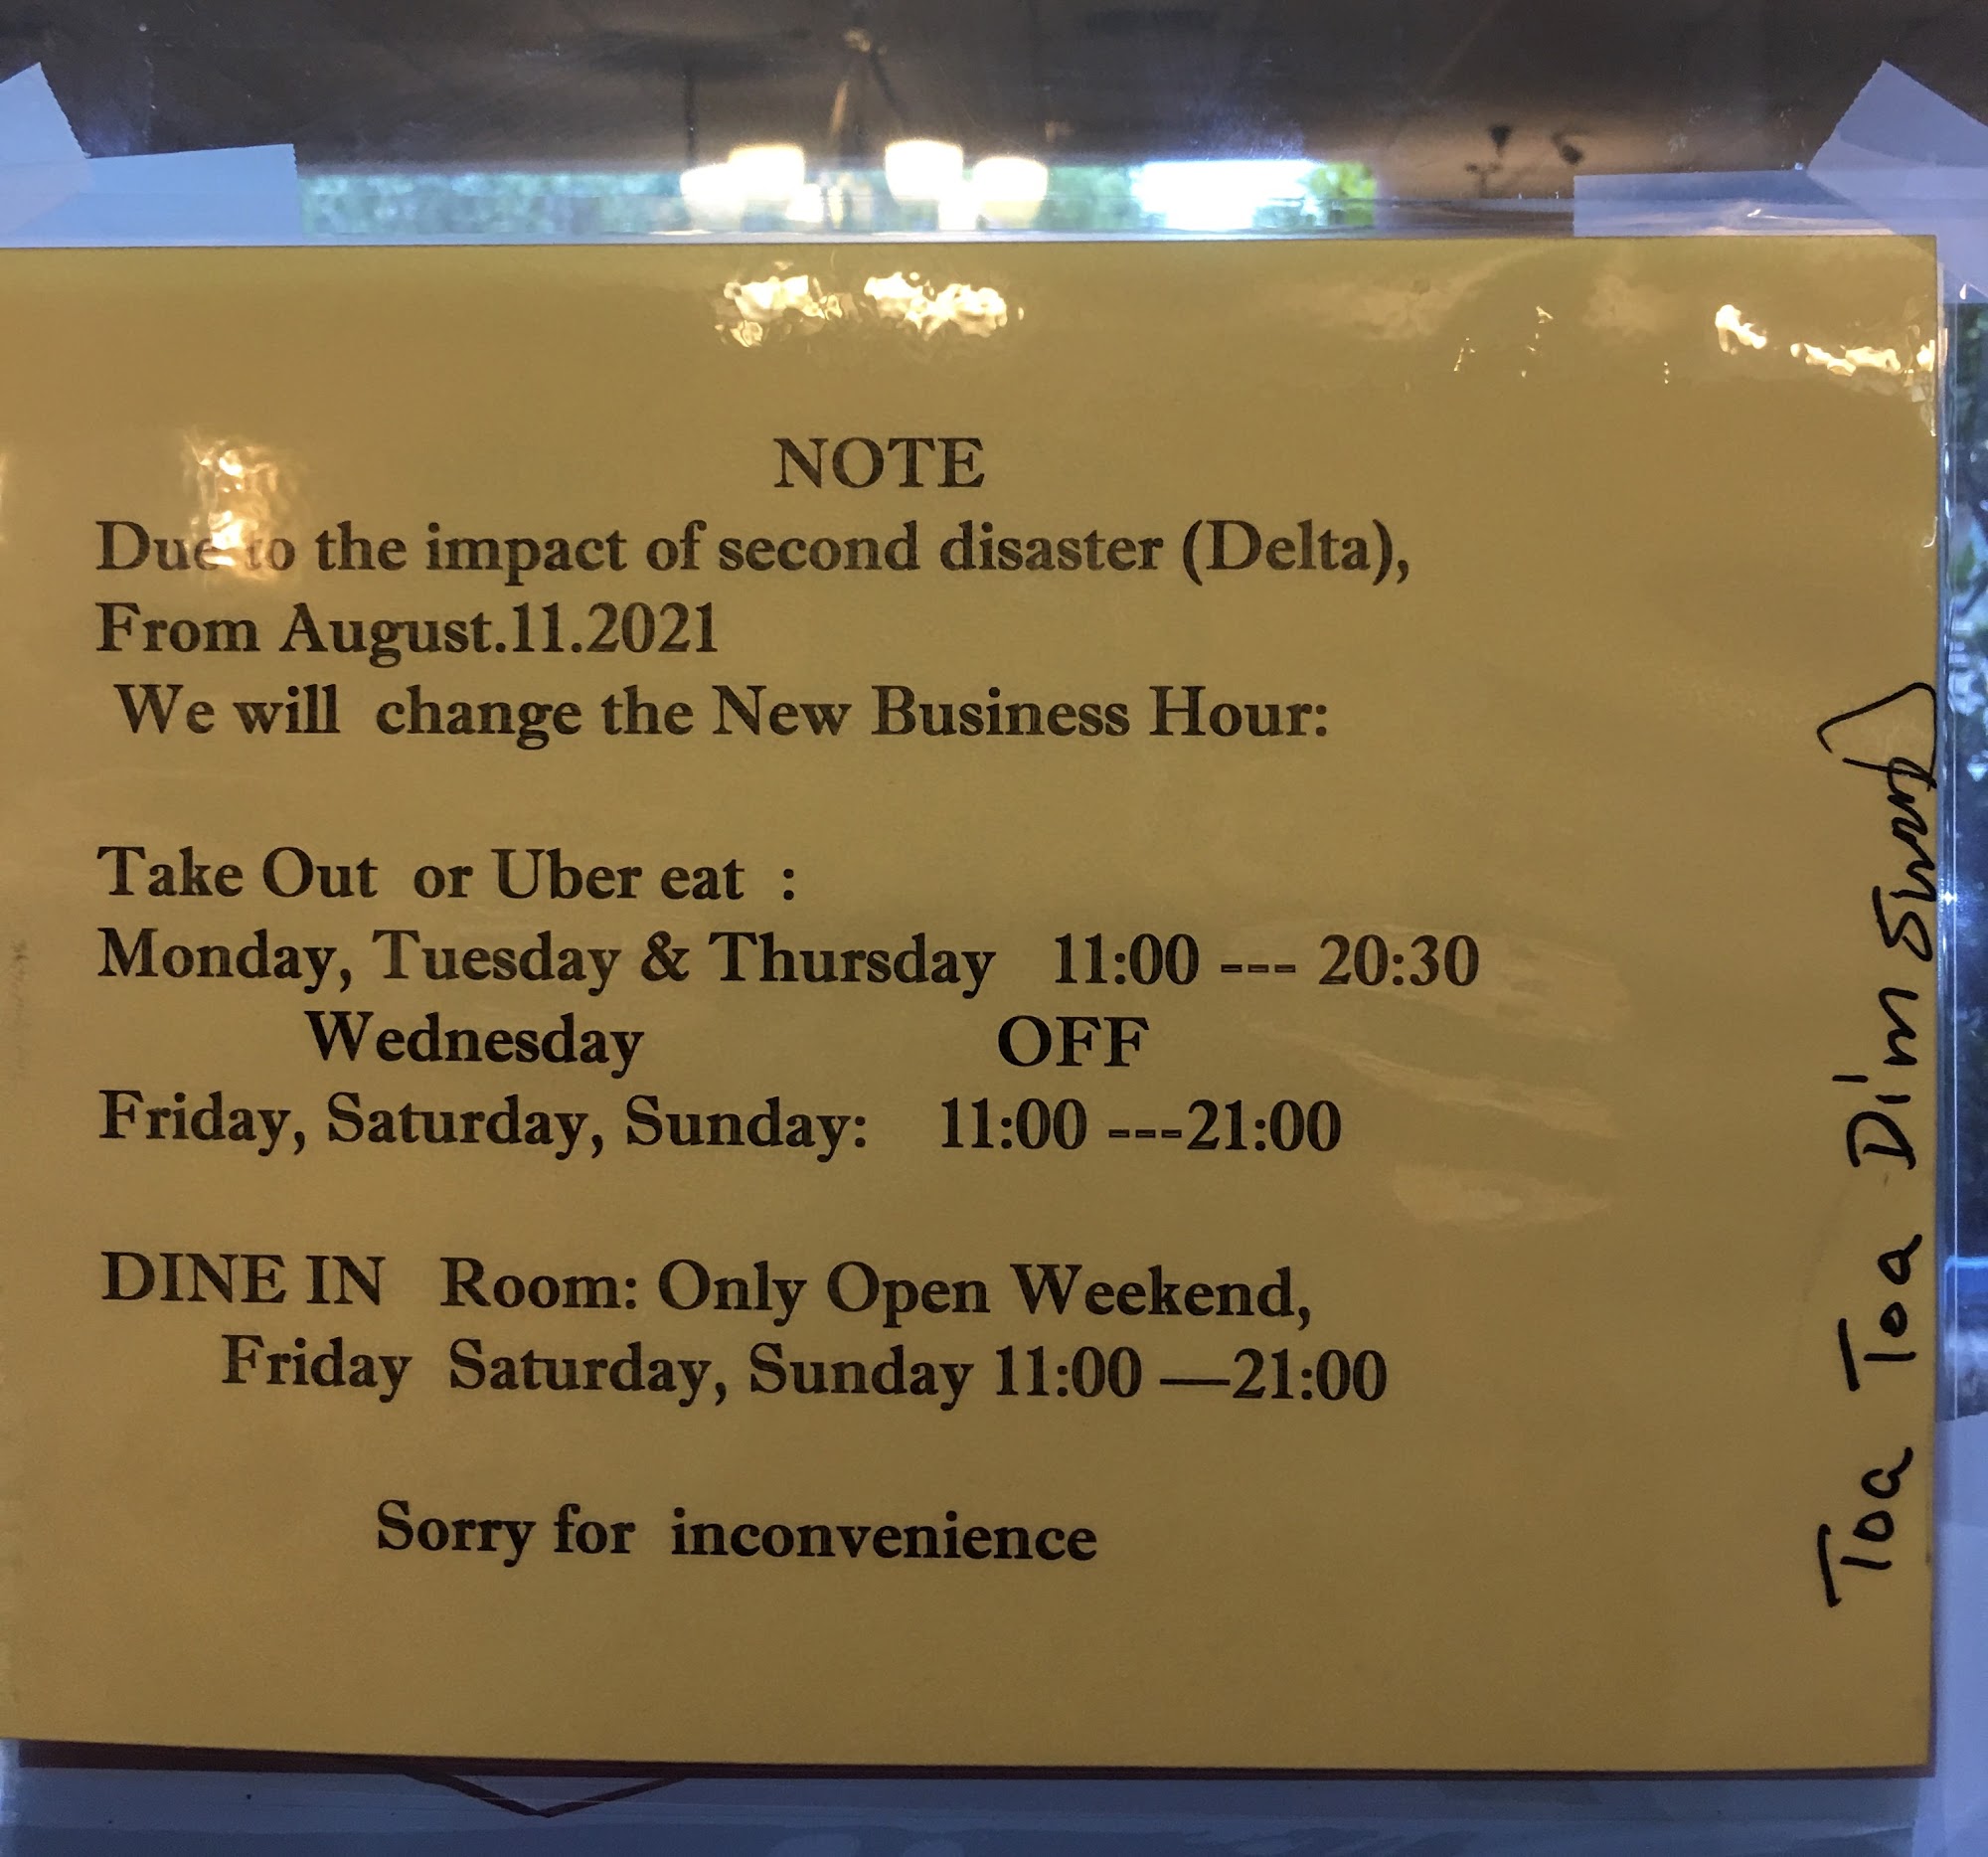 NOTE
Due to the impact of second disaster (Delta),
From August.11.2021
We will change the New Business Hour:
Take Out or Uber eat :
Monday, Tuesday & Thursday 11:00 --- 20:30
Wednesday OFF
Friday, Saturday, Sunday: 11:00 ---21:00
DINE IN Room: Only Open Weekend,
Friday Saturday, Sunday 11:00 —21:00
Sorry for inconvenience
Toa Toa Dim Sum